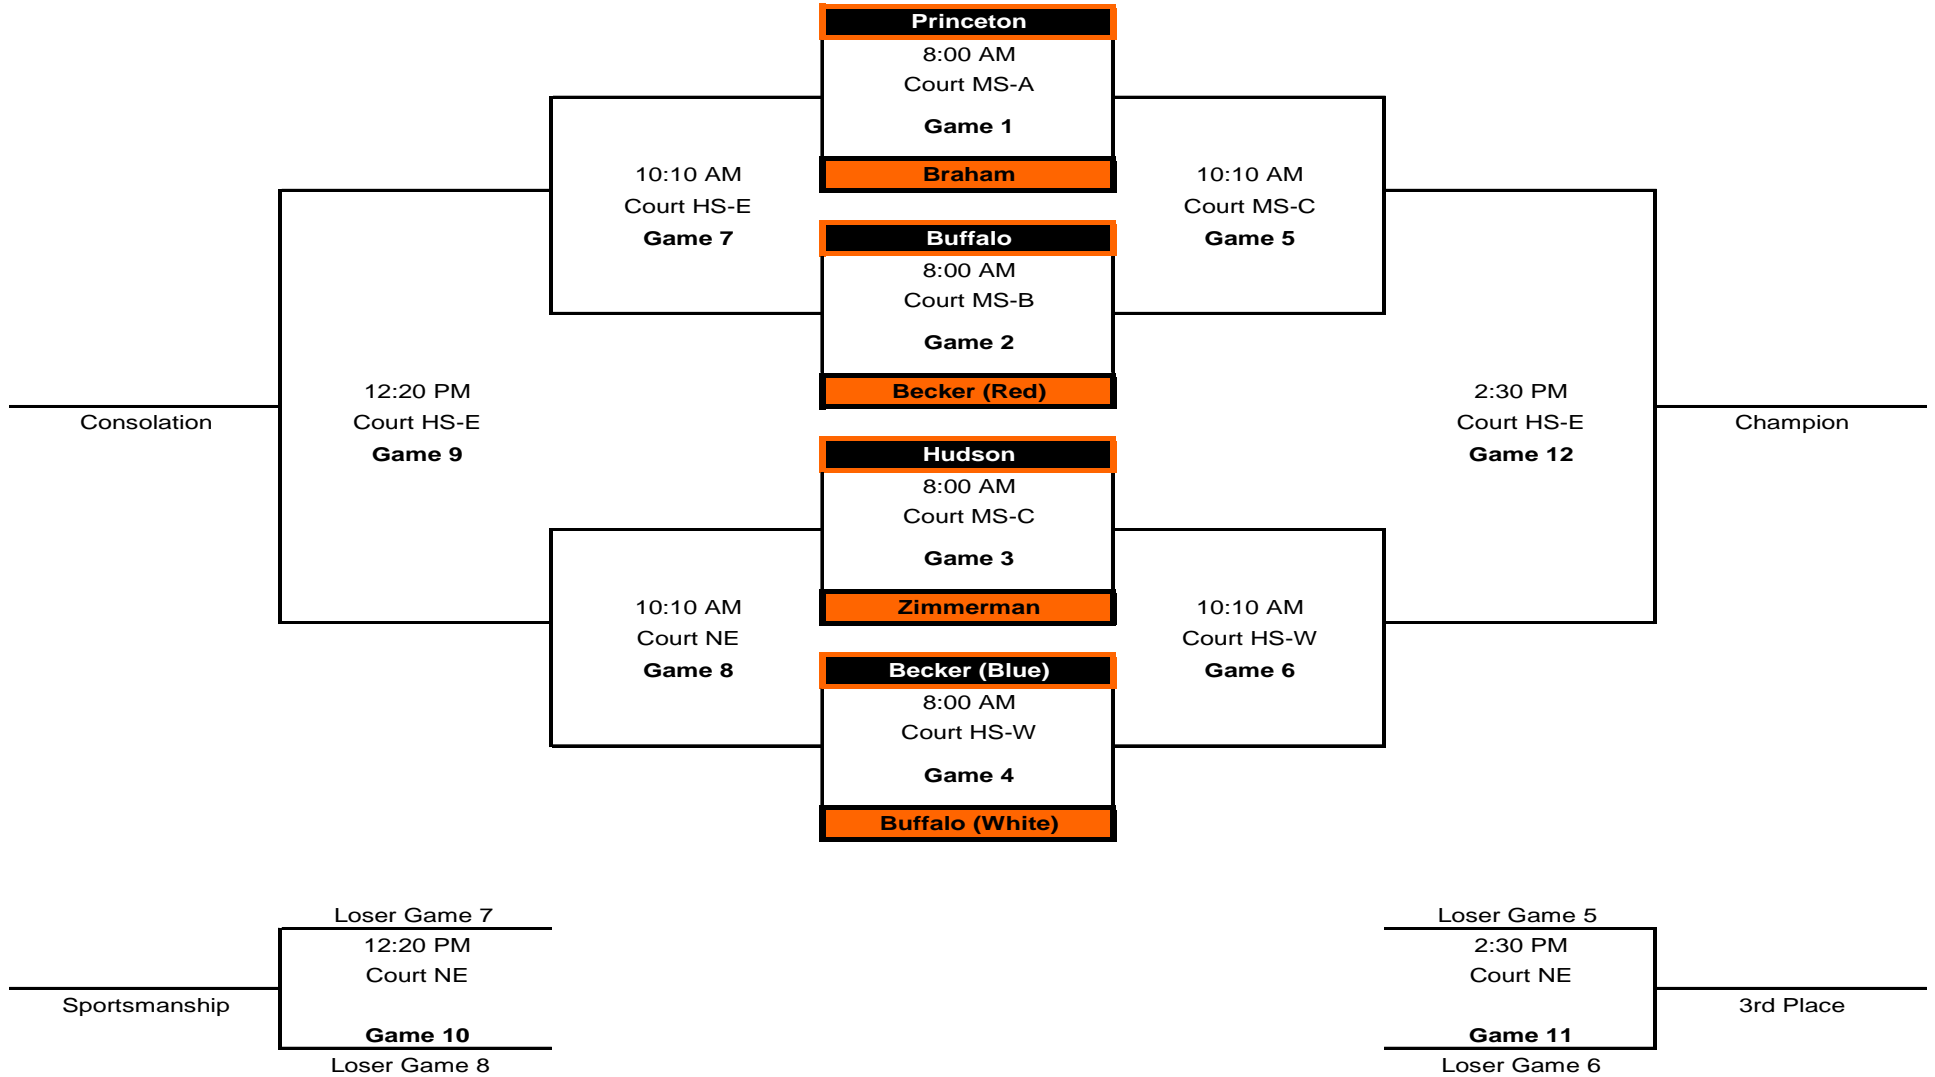 Princeton
8:00 AM
Court MS-A
Game 1
Braham
10:10 AM
Court HS-E
Game 7
10:10 AM
Court MS-C
Game 5
Buffalo
8:00 AM
Court MS-B
Game 2
Becker (Red)
12:20 PM
Court HS-E
Game 9
Consolation
2:30 PM
Court HS-E
Game 12
Champion
Hudson
8:00 AM
Court MS-C
Game 3
Zimmerman
10:10 AM
Court NE
Game 8
10:10 AM
Court HS-W
Game 6
Becker (Blue)
8:00 AM
Court HS-W
Game 4
Buffalo (White)
Loser Game 7
12:20 PM
Court NE
Sportsmanship
Game 10
Loser Game 8
Loser Game 5
2:30 PM
Court NE
3rd Place
Game 11
Loser Game 6